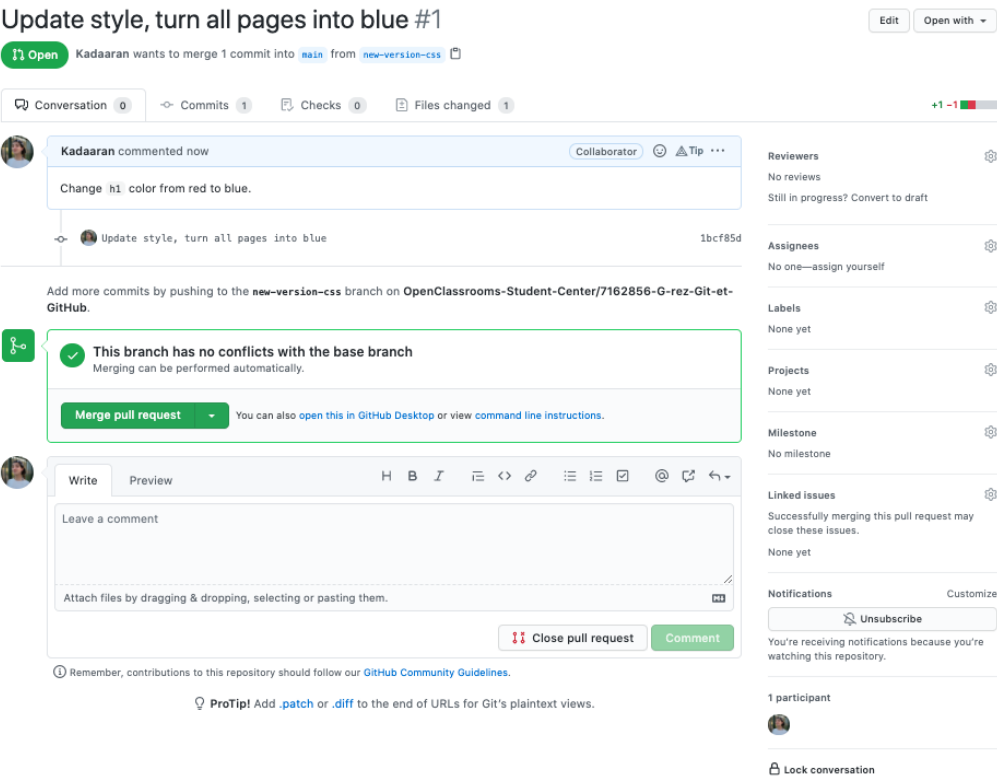 Update style, turn all pages into blue #1
Edit
Open with
Open
Kadaaran wants to merge 1 commit into main from new-version-css
Conversation 0
Commits 1
Checks 0
Files changed 1
+1 −1
Kadaaran commented now
Collaborator
Tip
Change h1 color from red to blue.
Update style, turn all pages into blue
1bcf85d
Add more commits by pushing to the new-version-css branch on OpenClassrooms-Student-Center/7162856-G-rez-Git-et-
GitHub.
This branch has no conflicts with the base branch
Merging can be performed automatically.
Merge pull request
You can also open this in GitHub Desktop or view command line instructions.
Write
Preview
H B I
Leave a comment
Attach files by dragging & dropping, selecting or pasting them.
Close pull request
Comment
Remember, contributions to this repository should follow our GitHub Community Guidelines.
ProTip! Add .patch or .diff to the end of URLs for Git's plaintext views.
Reviewers
No reviews
Still in progress? Convert to draft
Assignees
No one—assign yourself
Labels
None yet
Projects
None yet
Milestone
No milestone
Linked issues
Successfully merging this pull request may
close these issues.
None yet
Notifications
Customize
Unsubscribe
You're receiving notifications because you're
watching this repository.
1 participant
Lock conversation